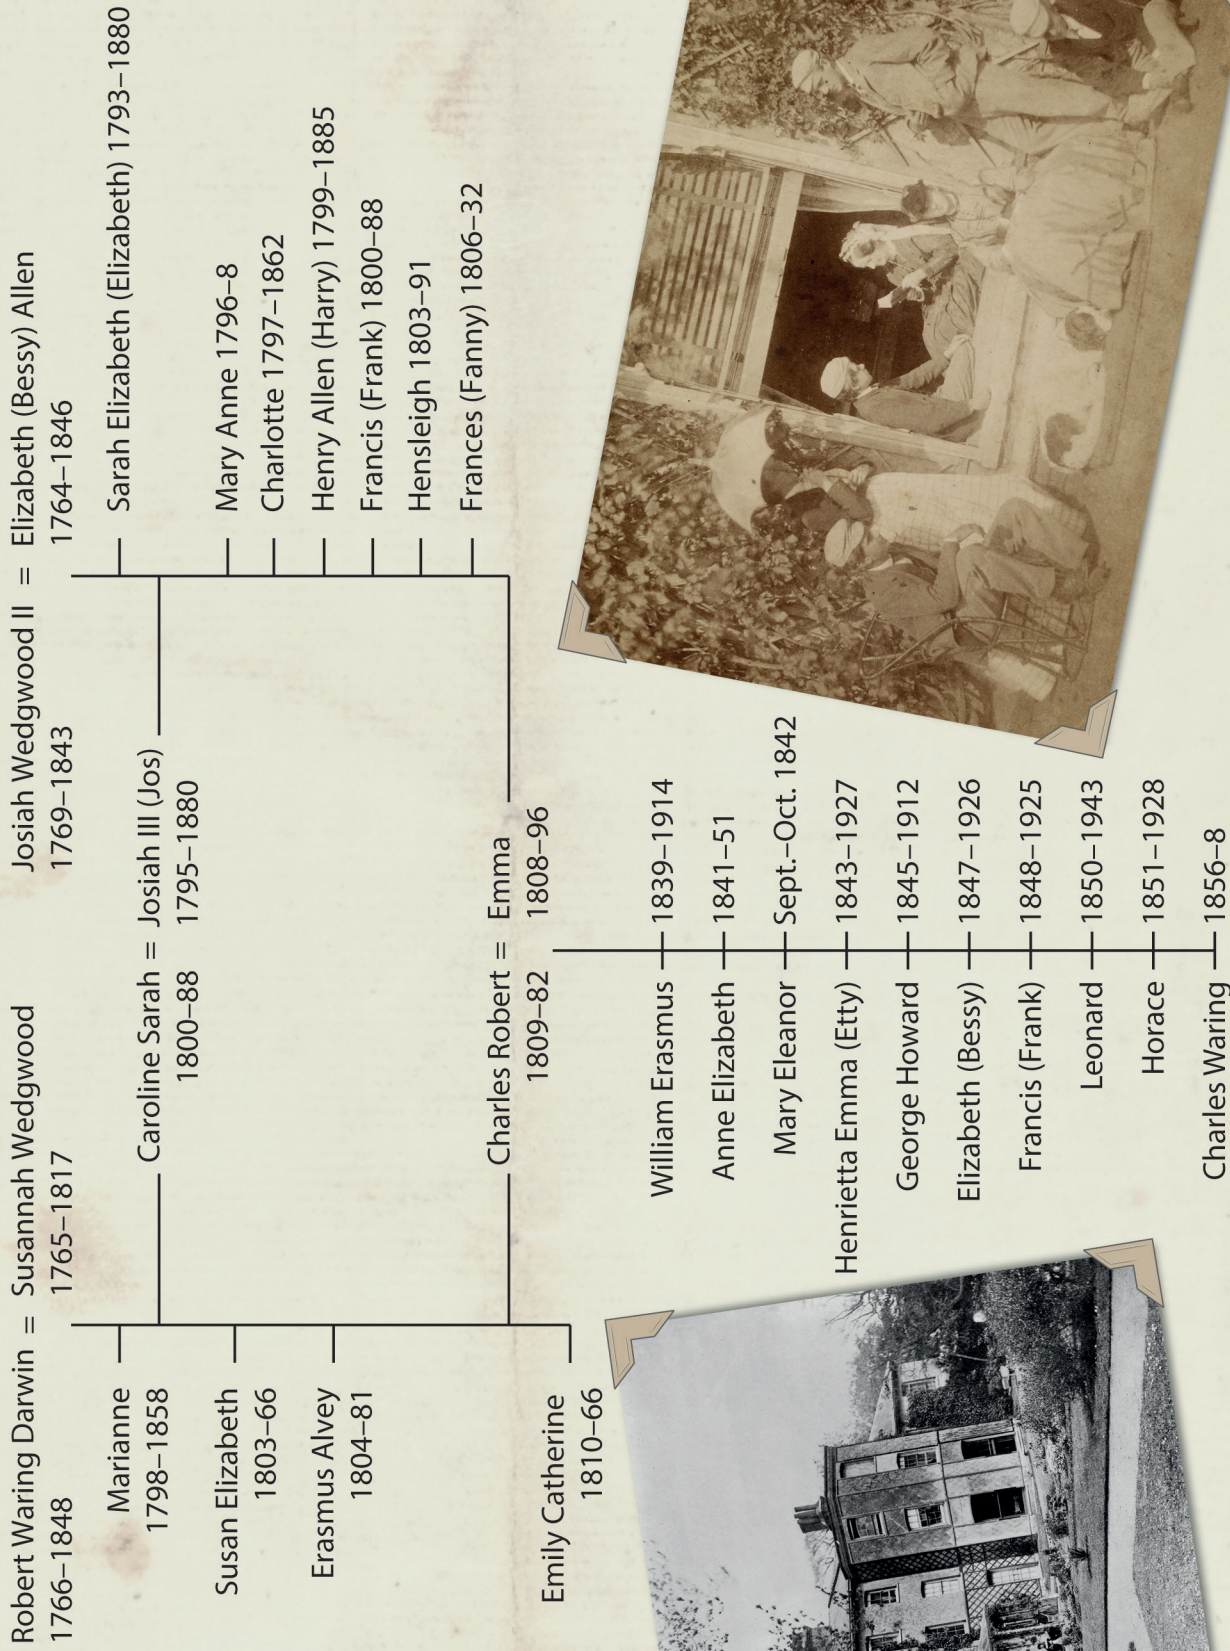 Robert Waring Darwin = Susannah Wedgwood
1766–1848
1765–1817
Josiah Wedgwood II = Elizabeth (Bessy) Allen
1769–1843
1764–1846
Marianne
1798–1858
Susan Elizabeth
1803–66
Erasmus Alvey
1804–81
Emily Catherine
1810–66
Caroline Sarah = Josiah III (Jos)
1800–88
1795–1880
Charles Robert = Emma
1809–82
1808–96
Sarah Elizabeth (Elizabeth) 1793–1880
Mary Anne 1796–8
Charlotte 1797–1862
Henry Allen (Harry) 1799–1885
Francis (Frank) 1800–88
Hensleigh 1803–91
Frances (Fanny) 1806–32
William Erasmus 1839–1914
Anne Elizabeth 1841–51
Mary Eleanor Sept.–Oct. 1842
Henrietta Emma (Etty) 1843–1927
George Howard 1845–1912
Elizabeth (Bessy) 1847–1926
Francis (Frank) 1848–1925
Leonard 1850–1943
Horace 1851–1928
Charles Waring 1856–8